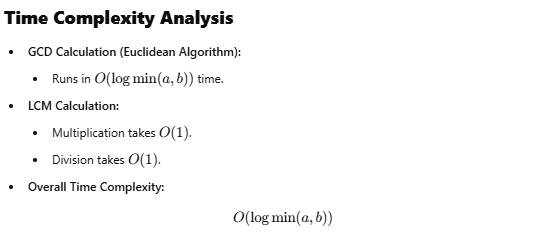 Time Complexity Analysis
• GCD Calculation (Euclidean Algorithm):
• Runs in O(log min(a, b)) time.
• LCM Calculation:
• Multiplication takes O(1).
• Division takes O(1).
• Overall Time Complexity:
O(log min(a, b))